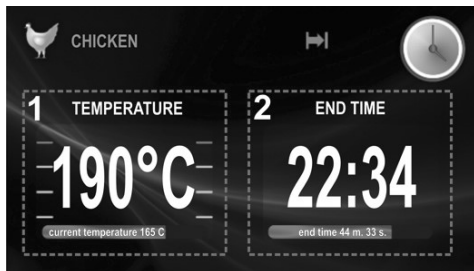 CHICKEN
1 TEMPERATURE
190°C
current temperature 165 C
2 END TIME
22:34
end time 44 m. 33 s.